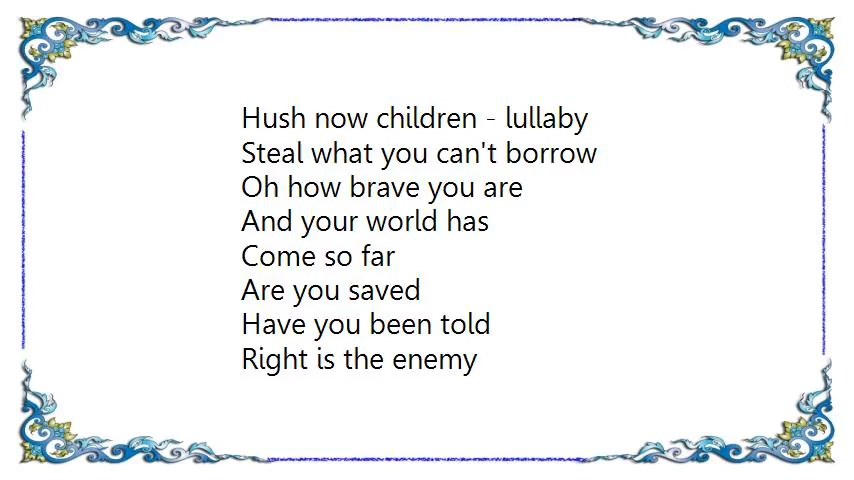 Hush now children - lullaby
Steal what you can't borrow
Oh how brave you are
And your world has
Come so far
Are you saved
Have you been told
Right is the enemy